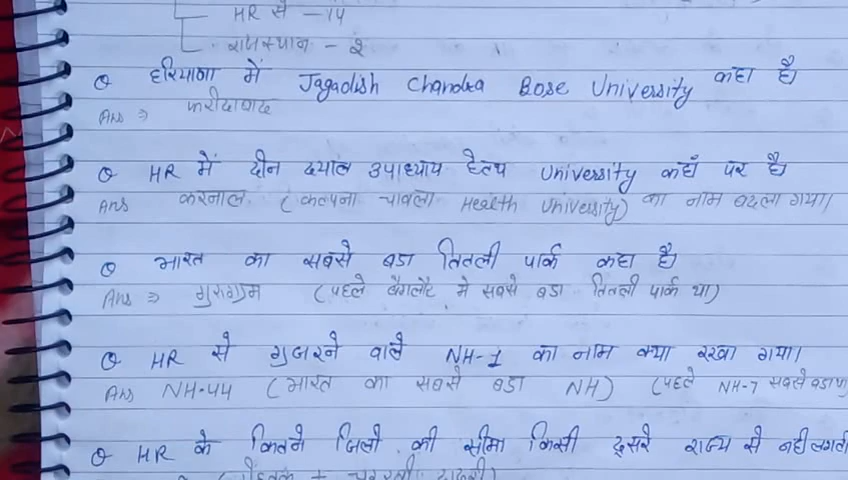 HR से - 14
राजस्थान - 2
Q हरियाणा में Jagadish Chandra Bose University कहा है
Ans ⇒ फरीदाबाद
Q HR में दीन दयाल उपाध्याय हेल्थ University कहाँ पर है
Ans करनाल (कल्पना चावला Health University) का नाम बदला गया।
Q भारत का सबसे बडा तितली पार्क कहा है
Ans ⇒ गुरुग्राम (पहले बैंगलौर में सबसे बडा तितली पार्क था)
Q HR से गुजरने वाले NH-1 का नाम क्या रखा गया।
Ans NH-44 (भारत का सबसे बडा NH) (पहले NH-7 सबसे बडा था
Q HR के कितने जिलो की सीमा किसी दूसरे राज्य से नही लगती
(रोहतक + चरखी दादरी)